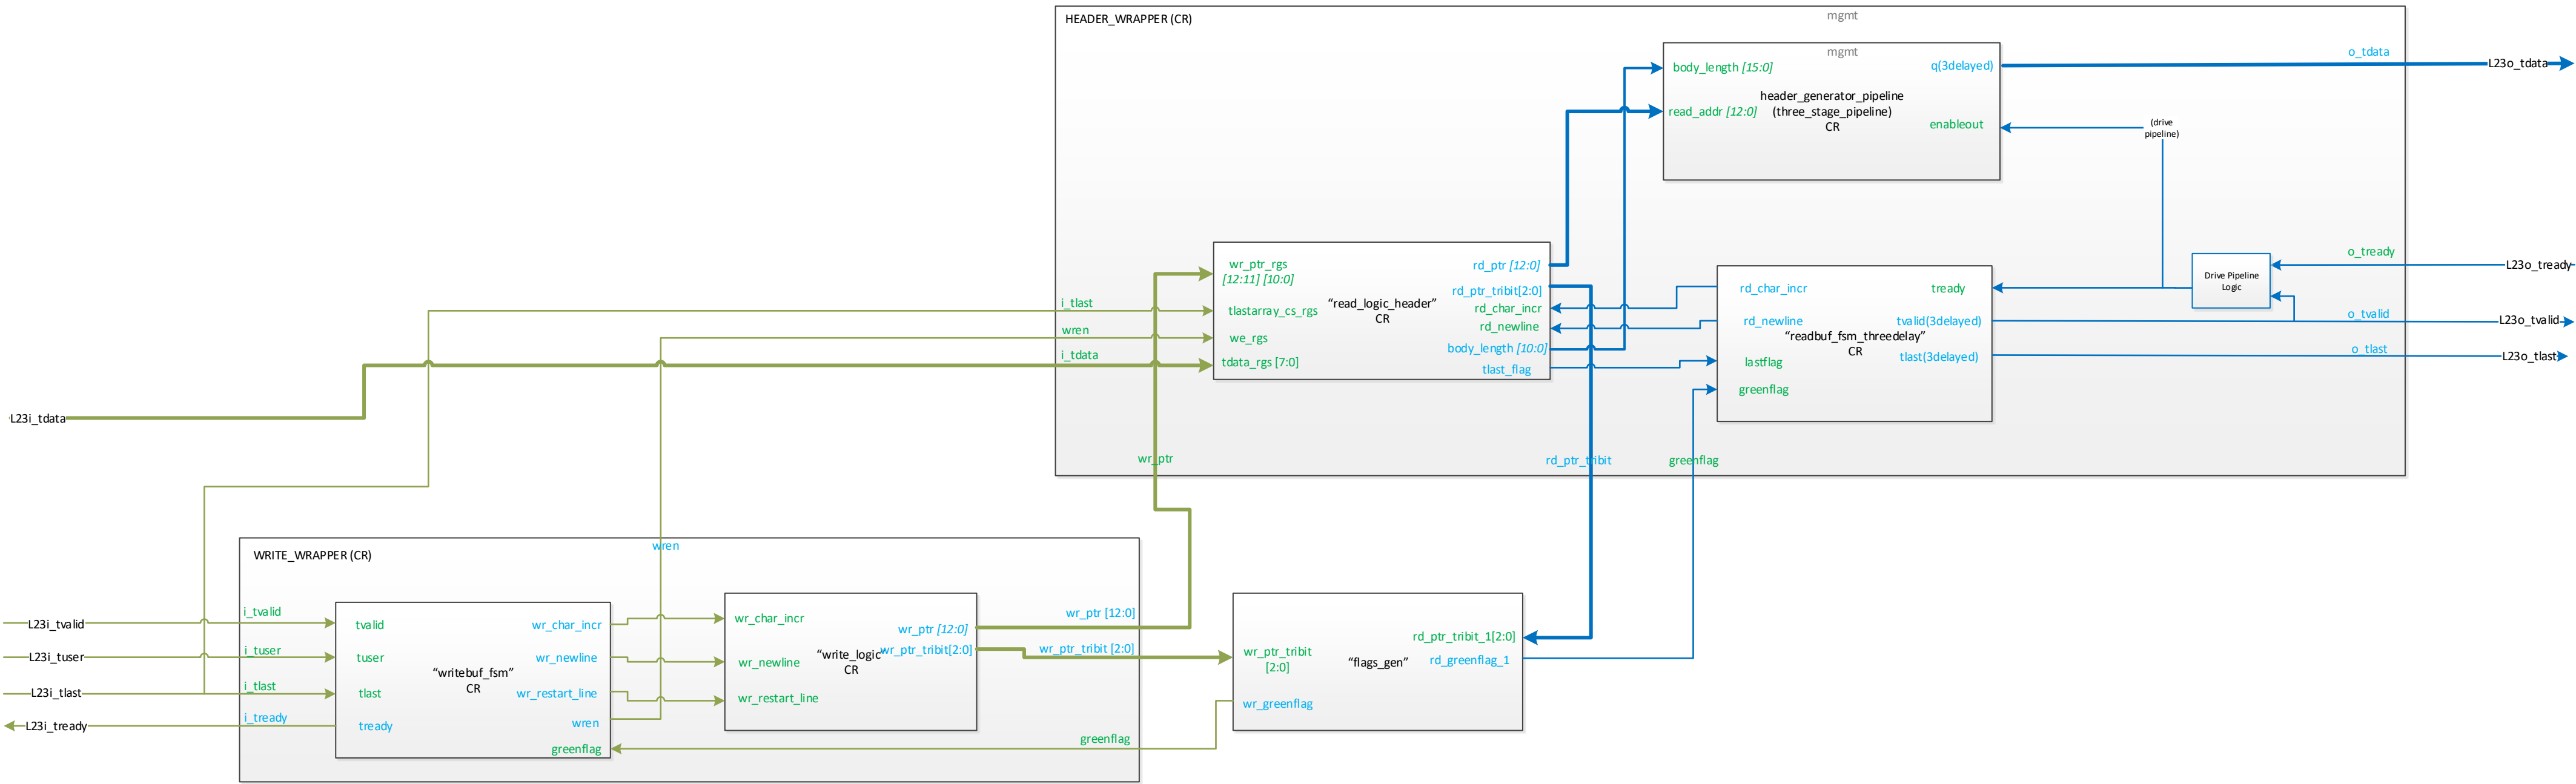 HEADER_WRAPPER (CR)
mgmt
mgmt
body_length [15:0]
q(3delayed)
header_generator_pipeline
(three_stage_pipeline)
CR
read_addr [12:0]
enableout
(drive
pipeline)
o_tdata
L23o_tdata
wr_ptr_rgs
[12:11] [10:0]
rd_ptr [12:0]
rd_ptr_tribit[2:0]
tlastarray_cs_rgs
"read_logic_header"
CR
rd_char_incr
rd_newline
we_rgs
body_length [10:0]
tdata_rgs [7:0]
tlast_flag
i_tlast
wren
i_tdata
rd_char_incr
tready
rd_newline
tvalid(3delayed)
"readbuf_fsm_threedelay"
CR
lastflag
tlast(3delayed)
greenflag
Drive Pipeline
Logic
o_tready
L23o_tready
o_tvalid
L23o_tvalid
o_tlast
L23o_tlast
L23i_tdata
wr_ptr
rd_ptr_tribit
greenflag
WRITE_WRAPPER (CR)
wren
L23i_tvalid
i_tvalid
L23i_tuser
i_tuser
L23i_tlast
i_tlast
L23i_tready
i_tready
tvalid
wr_char_incr
tuser
wr_newline
"writebuf_fsm"
CR
tlast
wr_restart_line
tready
wren
greenflag
wr_char_incr
wr_ptr [12:0]
wr_newline
"write_logic"
CR
wr_ptr_tribit[2:0]
wr_restart_line
wr_ptr [12:0]
wr_ptr_tribit [2:0]
greenflag
wr_ptr_tribit
[2:0]
rd_ptr_tribit_1[2:0]
"flags_gen"
rd_greenflag_1
wr_greenflag